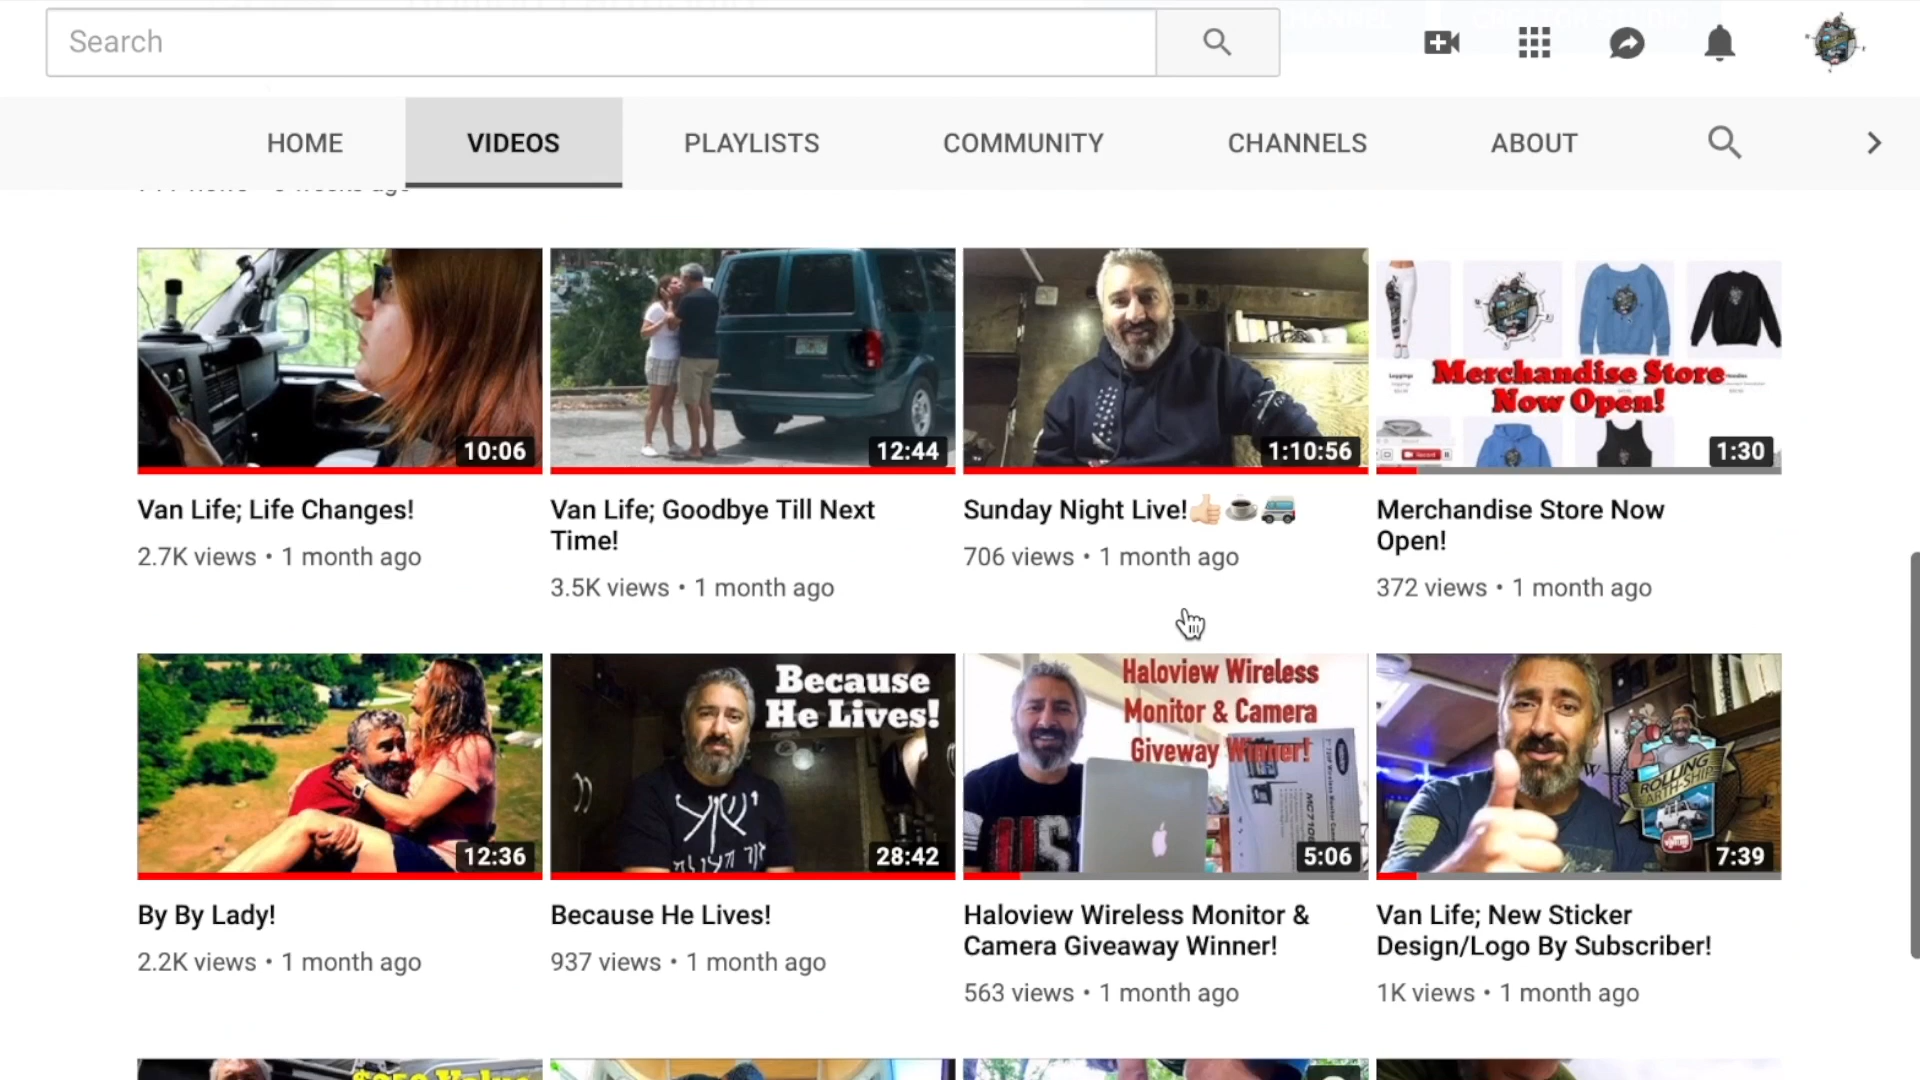 Search
HOME VIDEOS PLAYLISTS COMMUNITY CHANNELS ABOUT
10:06
12:44
1:10:56
Merchandise Store
Now Open!
1:30
Van Life; Life Changes!
2.7K views • 1 month ago
Van Life; Goodbye Till Next
Time!
3.5K views • 1 month ago
Sunday Night Live!👍🏻☕🚐
706 views • 1 month ago
Merchandise Store Now
Open!
372 views • 1 month ago
12:36
Because
He Lives!
28:42
Haloview Wireless
Monitor & Camera
Giveway Winner!
5:06
ROLLING
EARTH-SHIP
7:39
By By Lady!
2.2K views • 1 month ago
Because He Lives!
937 views • 1 month ago
Haloview Wireless Monitor &
Camera Giveaway Winner!
563 views • 1 month ago
Van Life; New Sticker
Design/Logo By Subscriber!
1K views • 1 month ago